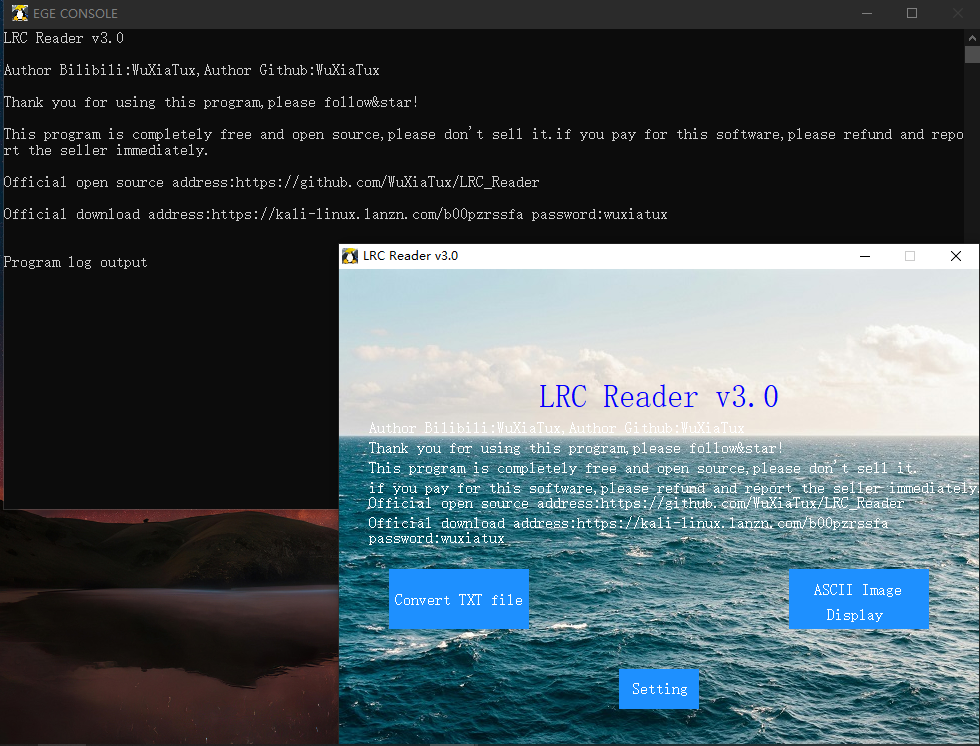 EGE CONSOLE
LRC Reader v3.0
Author Bilibili:WuXiaTux,Author Github:WuXiaTux
Thank you for using this program,please follow&star!
This program is completely free and open source,please don't sell it.if you pay for this software,please refund and repo
rt the seller immediately.
Official open source address:https://github.com/WuXiaTux/LRC_Reader
Official download address:https://kali-linux.lanzn.com/b00pzrssfa password:wuxiatux
Program log output
LRC Reader v3.0
LRC Reader v3.0
Author Bilibili:WuXiaTux,Author Github:WuXiaTux
Thank you for using this program,please follow&star!
This program is completely free and open source,please don't sell it.
if you pay for this software,please refund and report the seller immediately
Official open source address:https://github.com/WuXiaTux/LRC_Reader
Official download address:https://kali-linux.lanzn.com/b00pzrssfa
password:wuxiatux
Convert TXT file
ASCII Image
Display
Setting